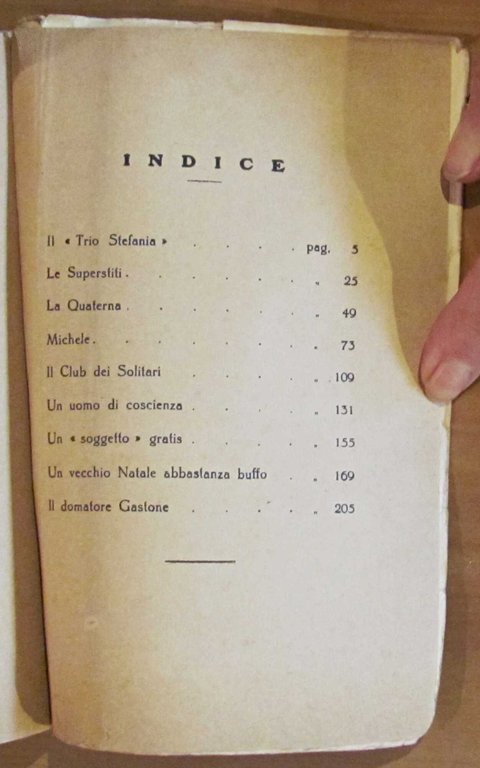 INDICE
Il « Trio Stefania » . . . . pag. 5
Le Superstiti . . . . . „ 25
La Quaterna . . . . . . „ 49
Michele . . . . . . . „ 73
Il Club dei Solitari . . . . „ 109
Un uomo di coscienza . . . . „ 131
Un « soggetto » gratis . . . . „ 155
Un vecchio Natale abbastanza buffo . „ 169
Il domatore Gastone . . . . „ 205